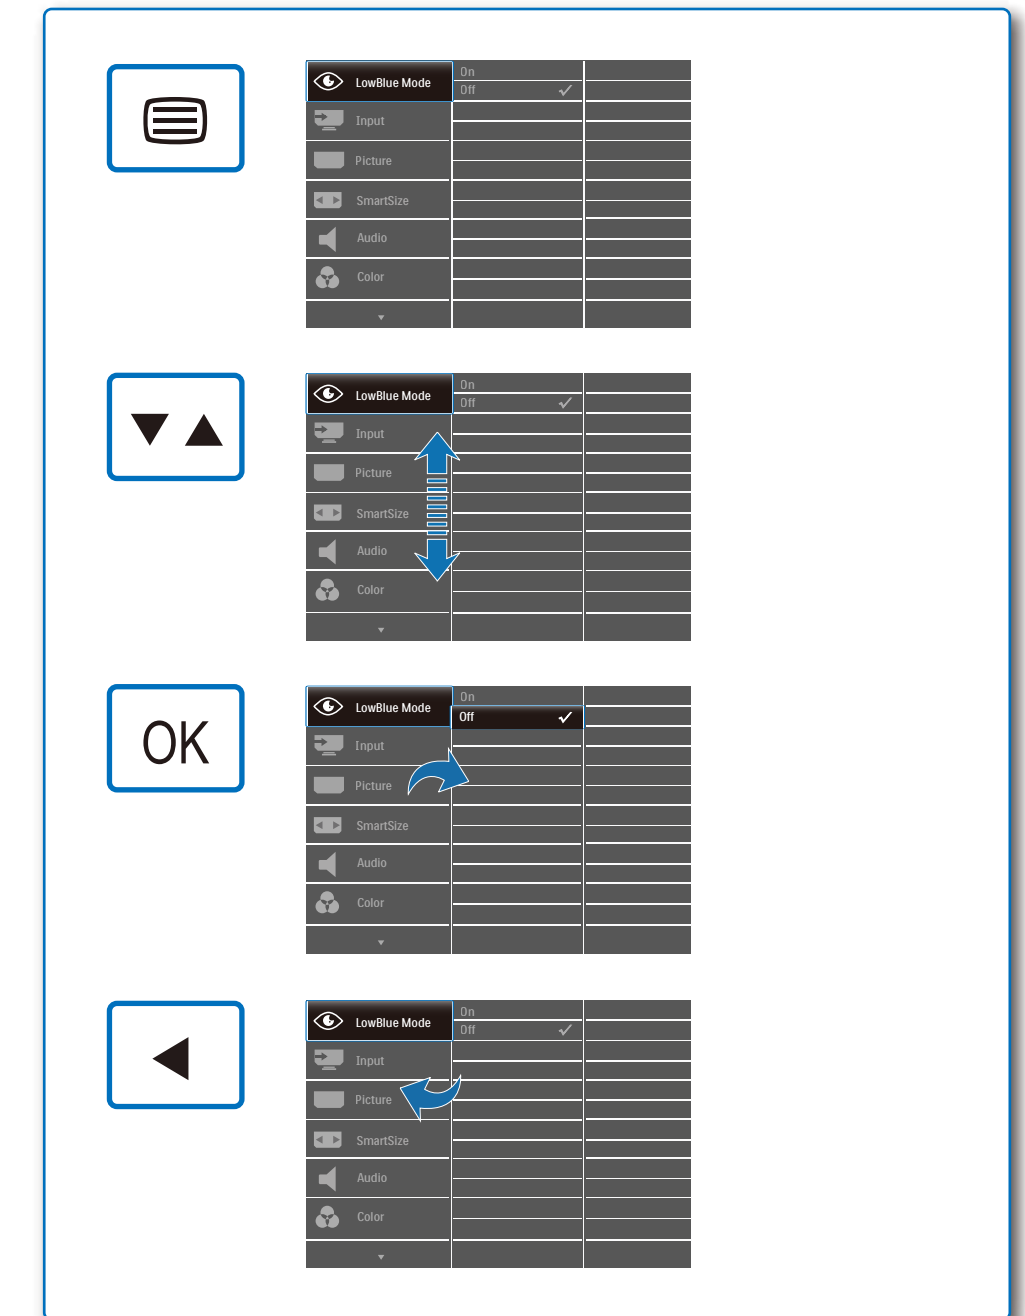 On
LowBlue Mode
Off
Input
Picture
SmartSize
Audio
Color
On
LowBlue Mode
Off
Input
Picture
SmartSize
Audio
Color
OK
On
LowBlue Mode
Off
Input
Picture
SmartSize
Audio
Color
On
LowBlue Mode
Off
Input
Picture
SmartSize
Audio
Color